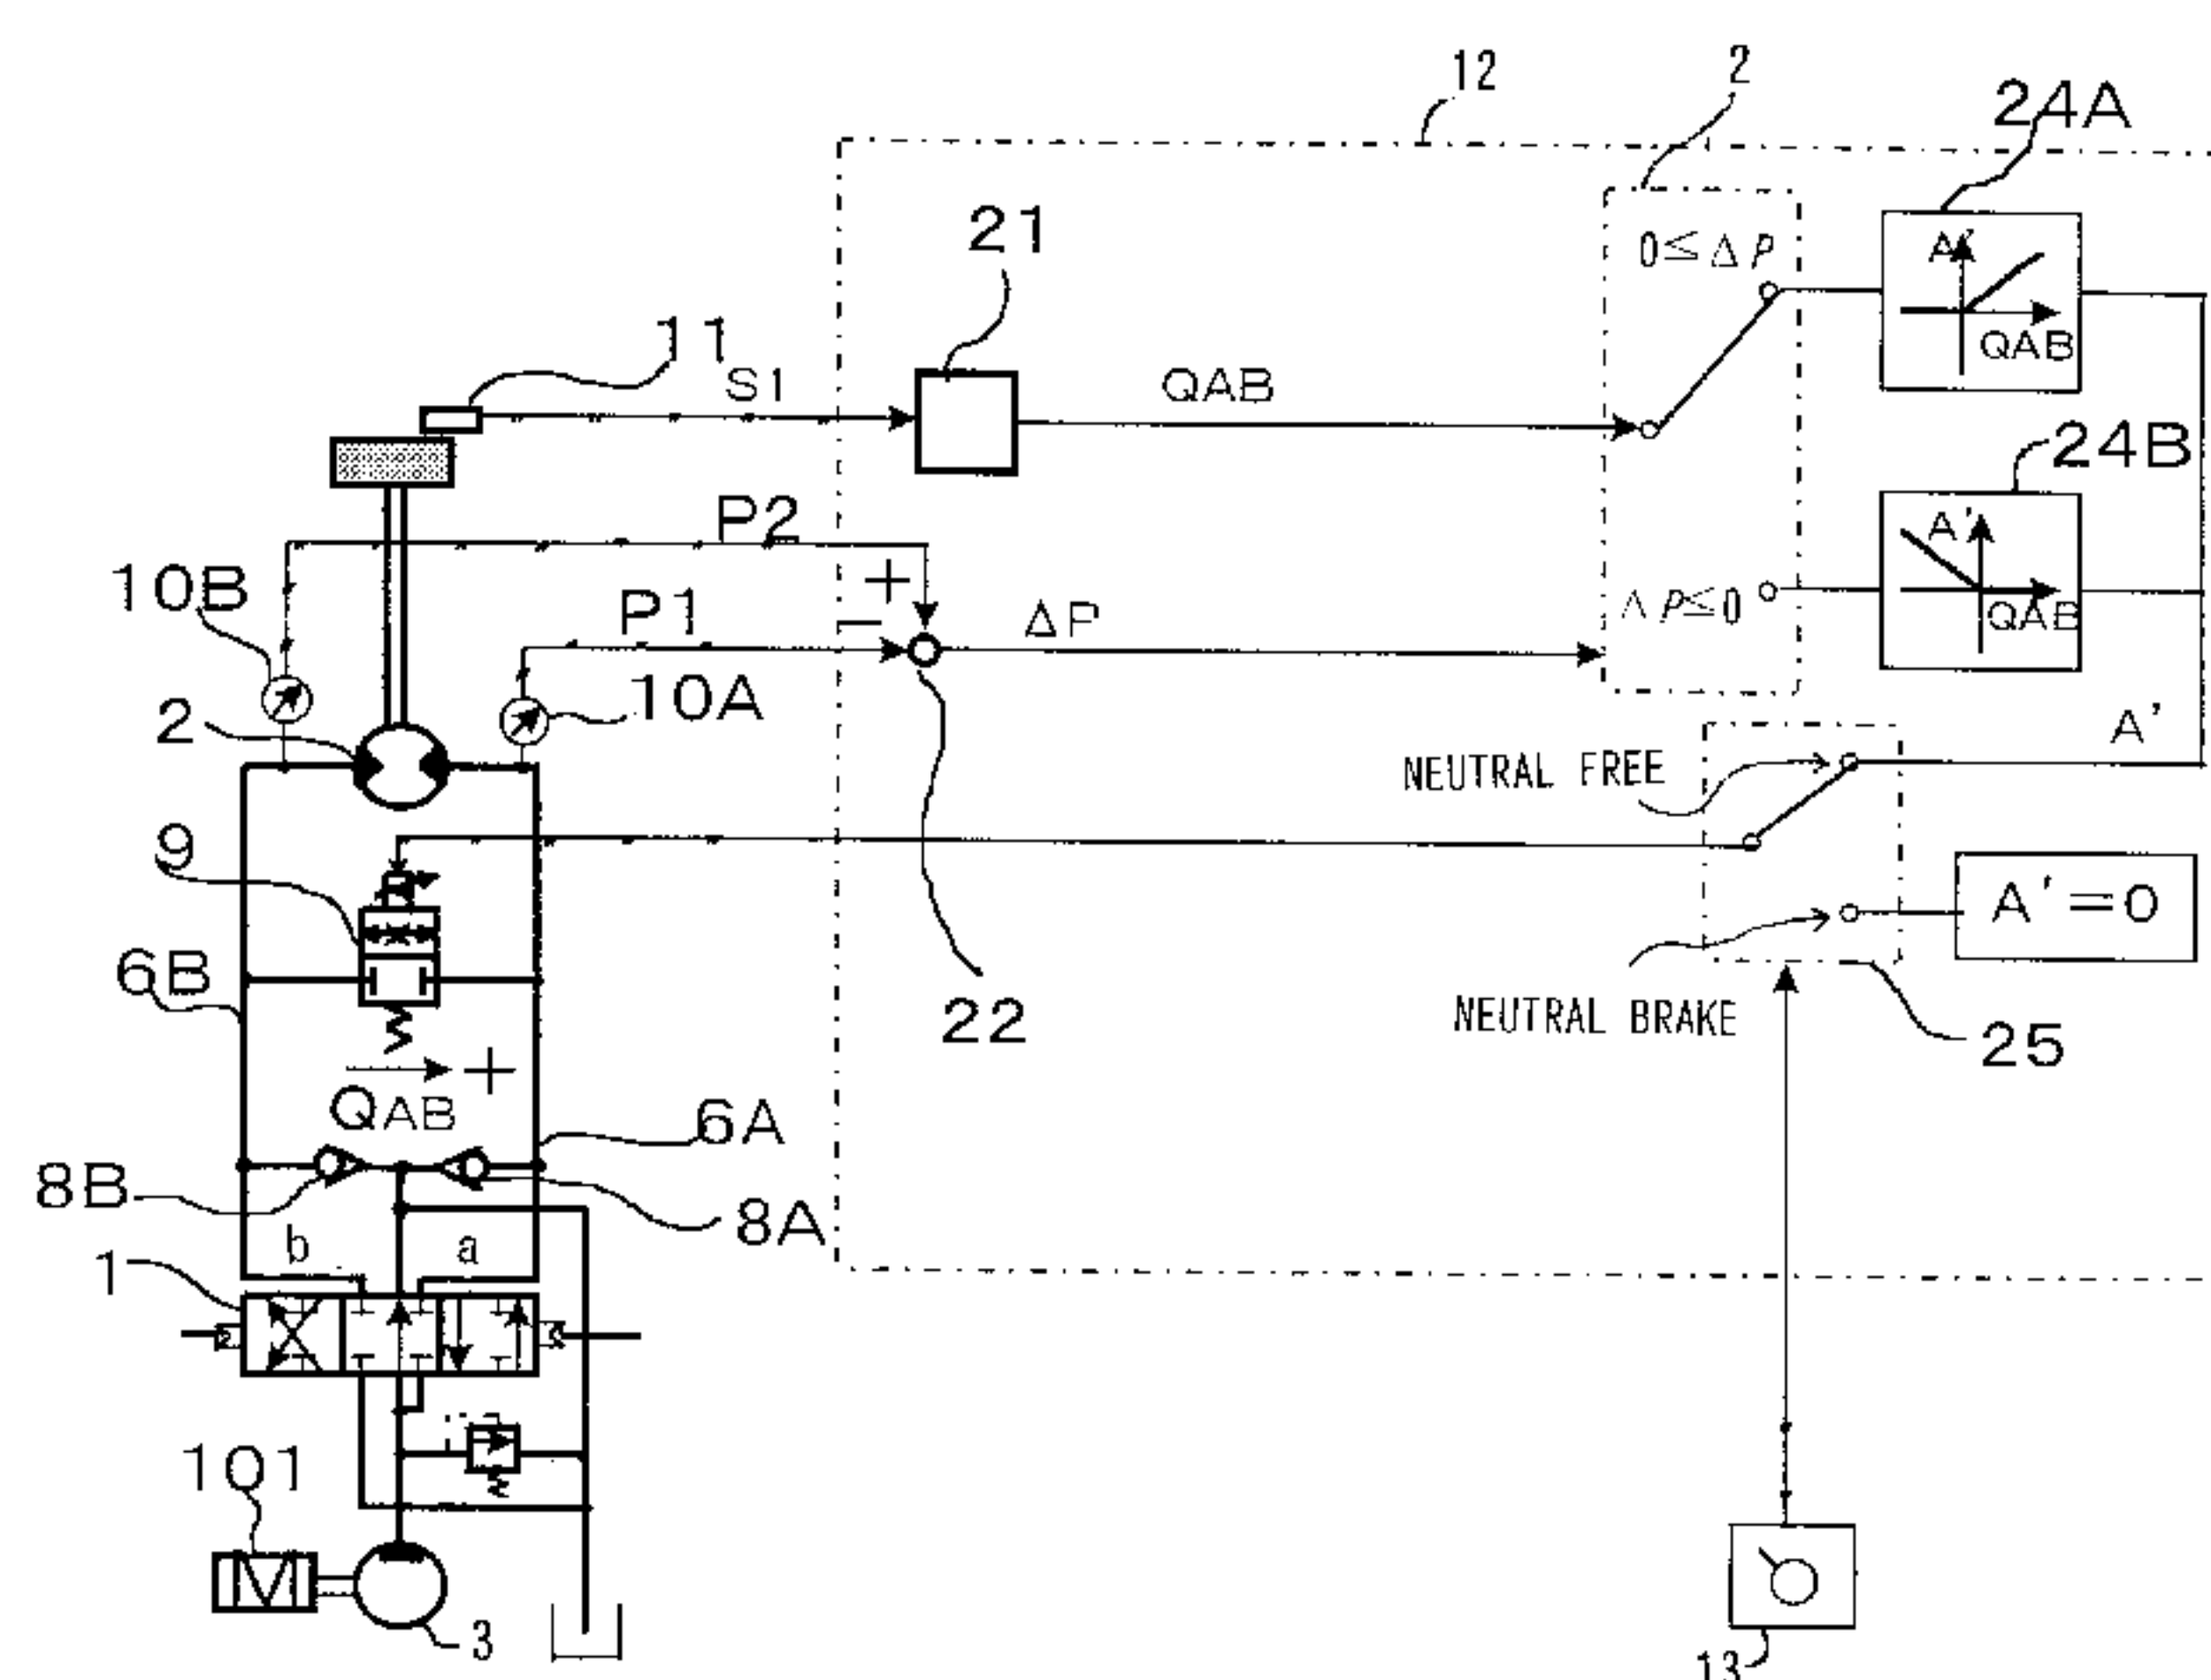 12
2
24A
0≤ΔP
A'
QAB
21
11
S1
QAB
24B
A'
QAB
P2
10B
+
P1
−
ΔP
ΔP≤0
10A
2
A'
NEUTRAL FREE
9
A'=0
6B
22
NEUTRAL BRAKE
25
+
QAB
6A
8B
8A
b
a
1
101
3
13